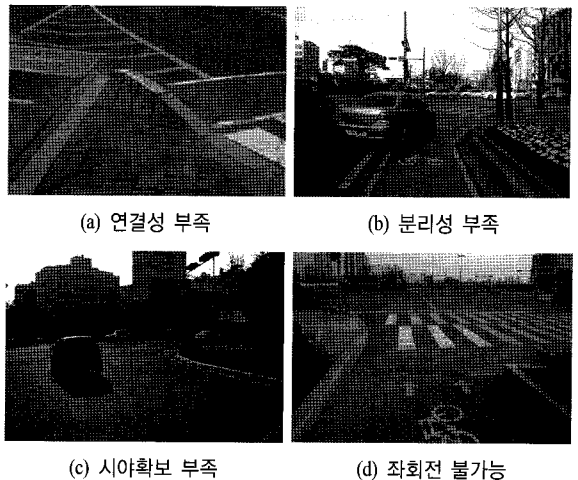 (a) 연결성 부족
(b) 분리성 부족
(c) 시야확보 부족
(d) 좌회전 불가능